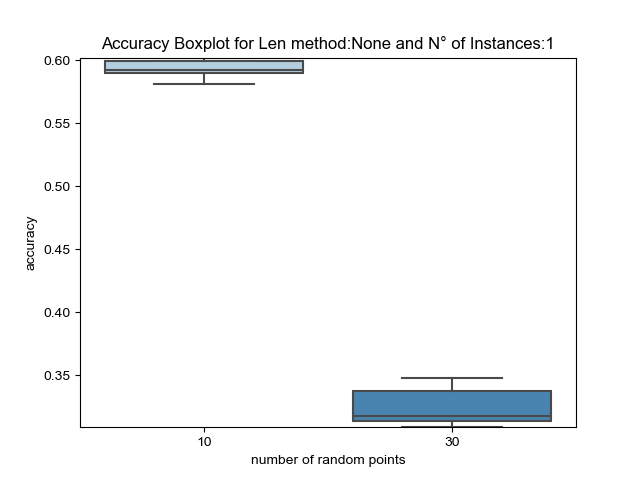 Accuracy Boxplot for Len method:None and N° of Instances:1
0.60
0.55
0.50
0.45
0.40
0.35
accuracy
10 30
number of random points